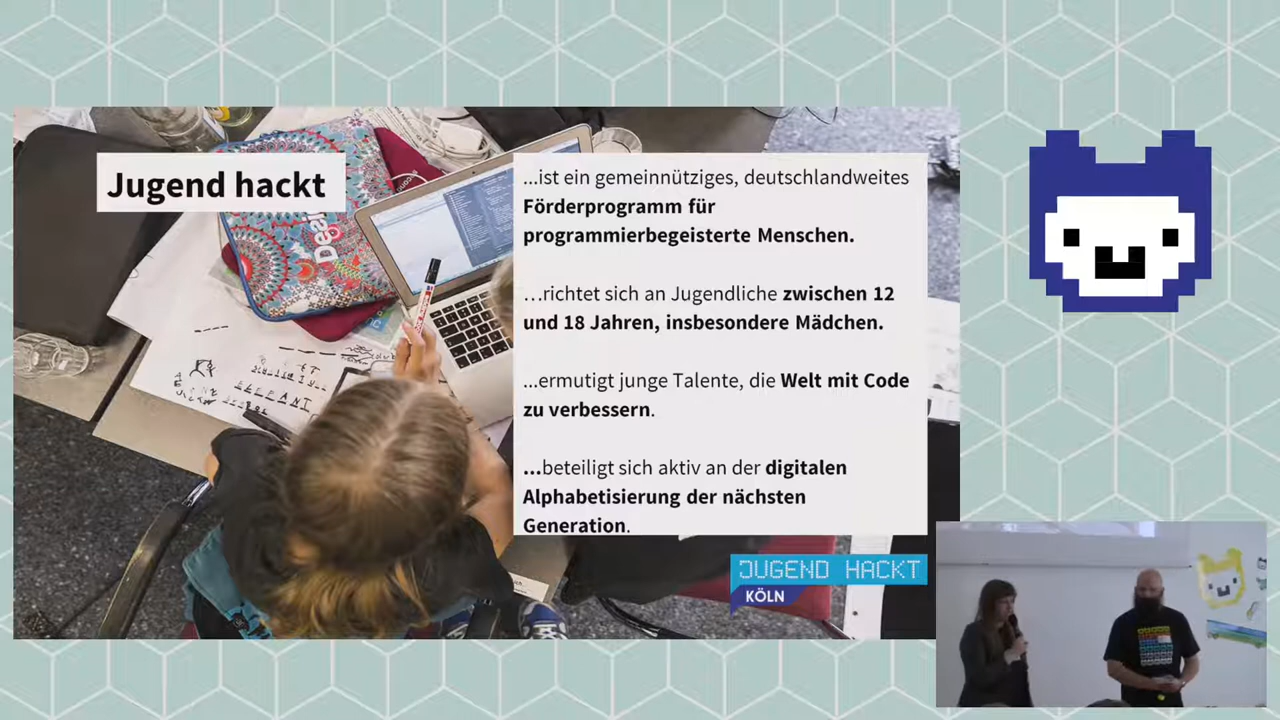 Jugend hackt
...ist ein gemeinnütziges, deutschlandweites
Förderprogramm für
programmierbegeisterte Menschen.
...richtet sich an Jugendliche zwischen 12
und 18 Jahren, insbesondere Mädchen.
...ermutigt junge Talente, die Welt mit Code
zu verbessern.
...beteiligt sich aktiv an der digitalen
Alphabetisierung der nächsten
Generation.
JUGEND HACKT
KÖLN